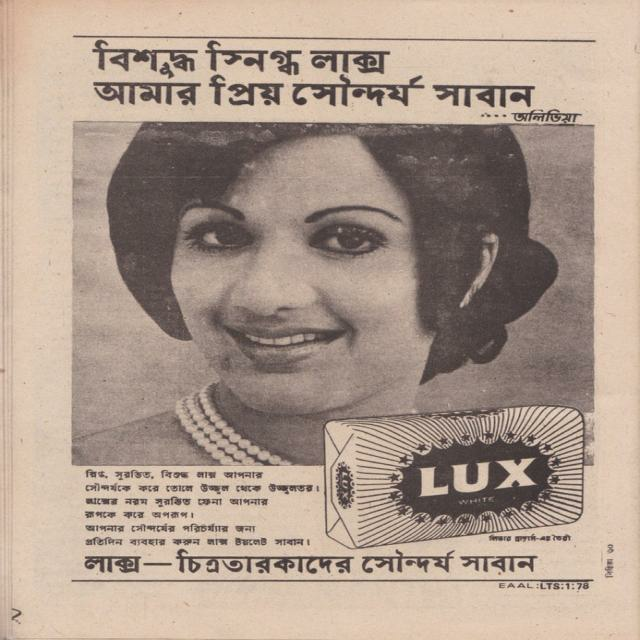 বিশুদ্ধ স্নিগ্ধ লাক্স
আমার প্রিয় সৌন্দর্য সাবান
.... অলিভিয়া
LUX
WHITE
স্নিগ্ধ, সুরভিত, বিশুদ্ধ লাক্স আপনার
সৌন্দর্যকে করে তোলে উজ্জ্বল থেকে উজ্জ্বলতর।
লাক্সের নরম সুরভিত ফেনা আপনার
রূপকে করে অপরূপ।
আপনার সৌন্দর্যের পরিচর্য্যার জন্য
প্রতিদিন ব্যবহার করুন লাক্স টয়লেট সাবান।
লিভার ব্রাদার্স-এর তৈরী
লাক্স—চিত্রতারকাদের সৌন্দর্য সাবান
EAAL:LTS:1:78